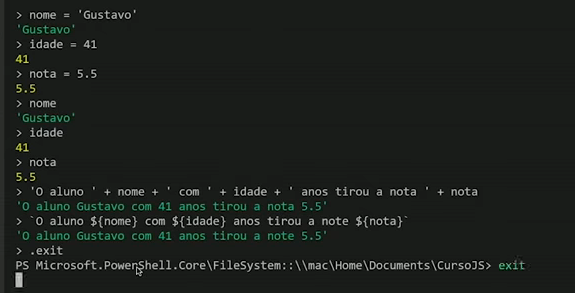 > nome = 'Gustavo'
'Gustavo'
> idade = 41
41
> nota = 5.5
5.5
> nome
'Gustavo'
> idade
41
> nota
5.5
> 'O aluno ' + nome + ' com ' + idade + ' anos tirou a nota ' + nota
'O aluno Gustavo com 41 anos tirou a nota 5.5'
> `O aluno ${nome} com ${idade} anos tirou a note ${nota}`
'O aluno Gustavo com 41 anos tirou a note 5.5'
> .exit
PS Microsoft.PowerShell.Core\FileSystem::\\mac\Home\Documents\CursoJS> exit